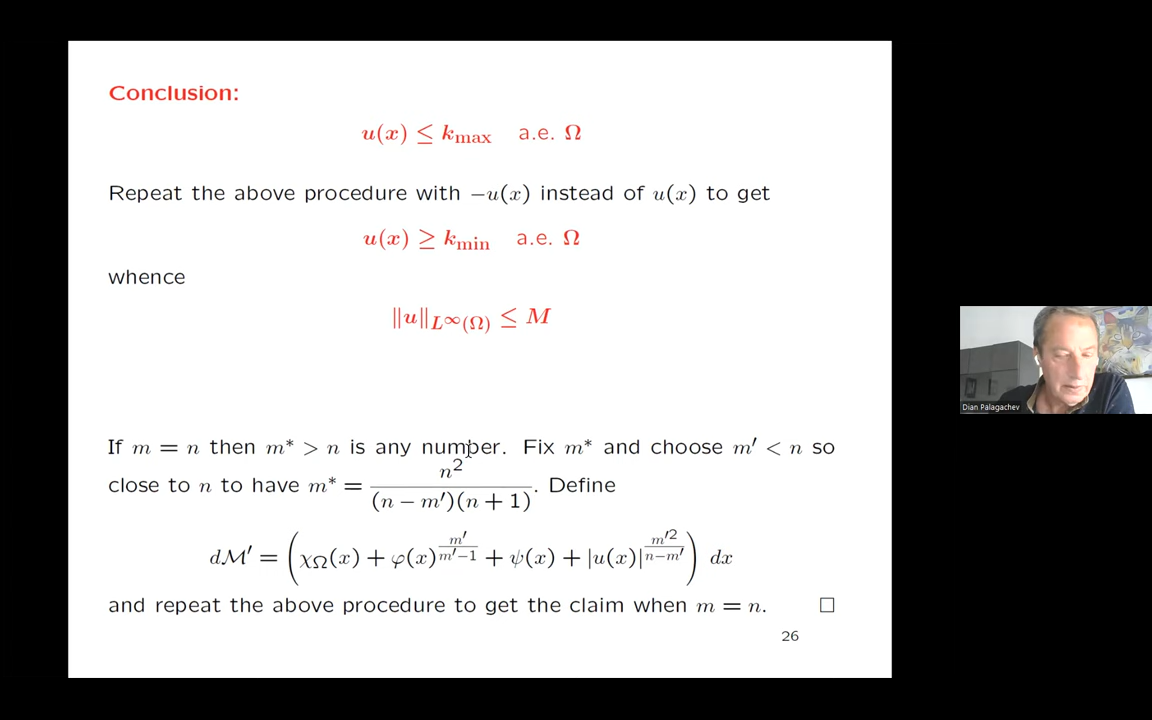 Conclusion:
u(x) ≤ k_max a.e. Ω
Repeat the above procedure with −u(x) instead of u(x) to get
u(x) ≥ k_min a.e. Ω
whence
‖u‖_{L^∞(Ω)} ≤ M
If m = n then m* > n is any number. Fix m* and choose m′ < n so
close to n to have m* = n² / ((n − m′)(n + 1)). Define
dℳ′ = (χ_Ω(x) + φ(x)^{m′/(m′−1)} + ψ(x) + |u(x)|^{m′²/(n−m′)}) dx
and repeat the above procedure to get the claim when m = n. □
26
Dian Palagachev